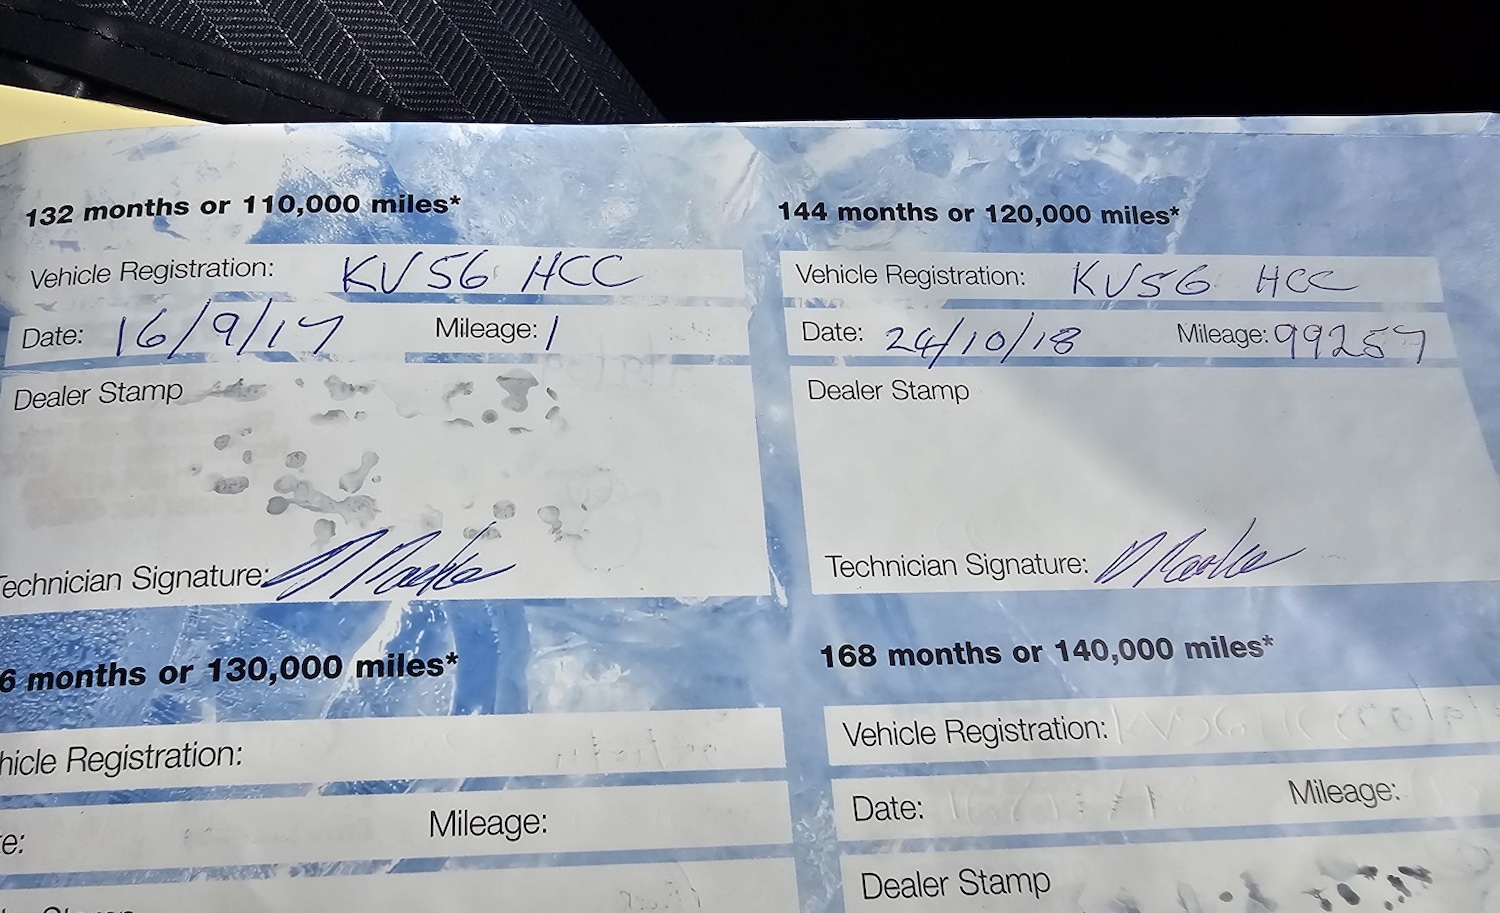 132 months or 110,000 miles*
Vehicle Registration: KV56 HCC
Date: 16/9/17 Mileage: /
Dealer Stamp
Technician Signature:
144 months or 120,000 miles*
Vehicle Registration: KV56 HCC
Date: 24/10/18 Mileage: 99257
Dealer Stamp
Technician Signature:
6 months or 130,000 miles*
hicle Registration:
te: Mileage:
168 months or 140,000 miles*
Vehicle Registration:
Date: Mileage:
Dealer Stamp